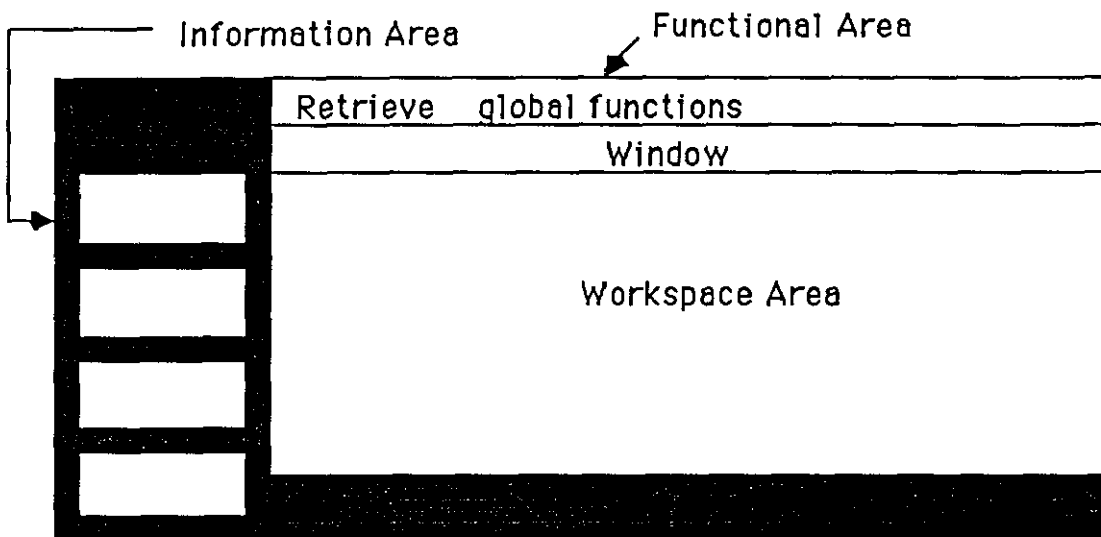 Information Area
Functional Area
Retrieve global functions
Window
Workspace Area